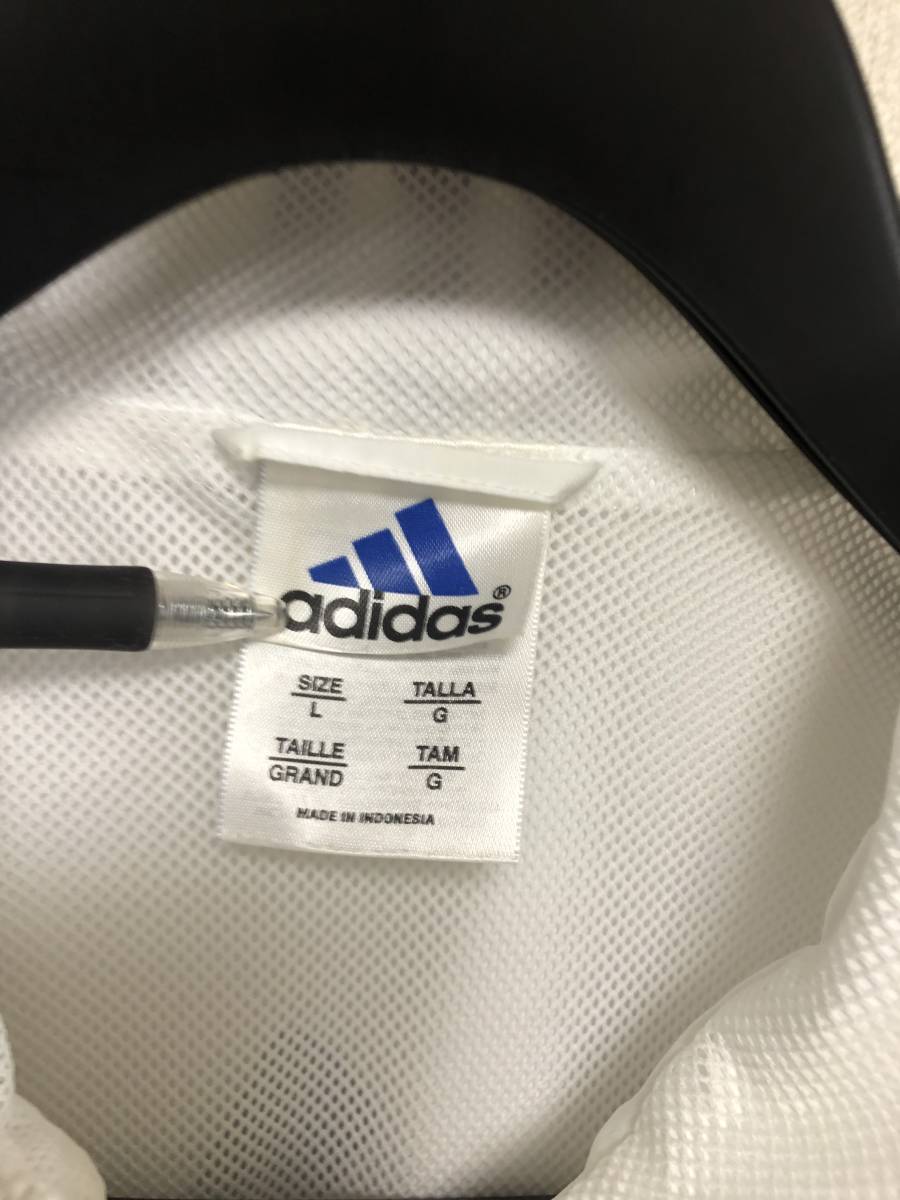 adidas®
SIZE TALLA
L G
TAILLE TAM
GRAND G
MADE IN INDONESIA